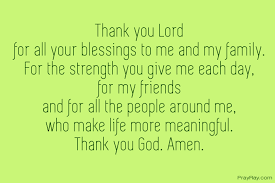 Thank you Lord
for all your blessings to me and my family.
For the strength you give me each day,
for my friends
and for all the people around me,
who make life more meaningful.
Thank you God. Amen.
PrayRay.com